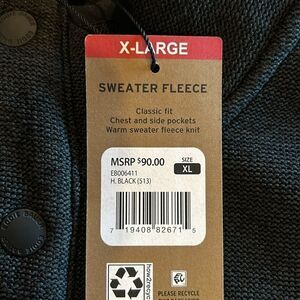 X-LARGE
SWEATER FLEECE
Classic fit
Chest and side pockets
Warm sweater fleece knit
MSRP $90.00
SIZE
XL
EB006411
H. BLACK (513)
7 19408 82671 5
how2recycle
PLEASE RECYCLE